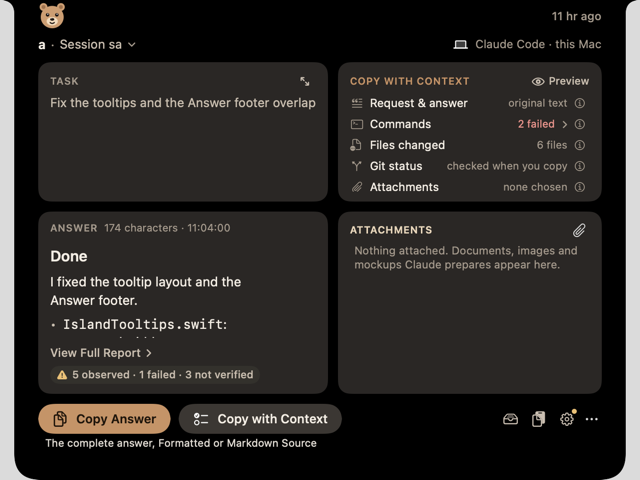 11 hr ago
a · Session sa
Claude Code · this Mac
TASK
Fix the tooltips and the Answer footer overlap
COPY WITH CONTEXT
Preview
Request & answer original text
Commands 2 failed
Files changed 6 files
Git status checked when you copy
Attachments none chosen
ANSWER 174 characters · 11:04:00
Done
I fixed the tooltip layout and the
Answer footer.
• IslandTooltips.swift:
View Full Report
5 observed · 1 failed · 3 not verified
ATTACHMENTS
Nothing attached. Documents, images and
mockups Claude prepares appear here.
Copy Answer
Copy with Context
The complete answer, Formatted or Markdown Source